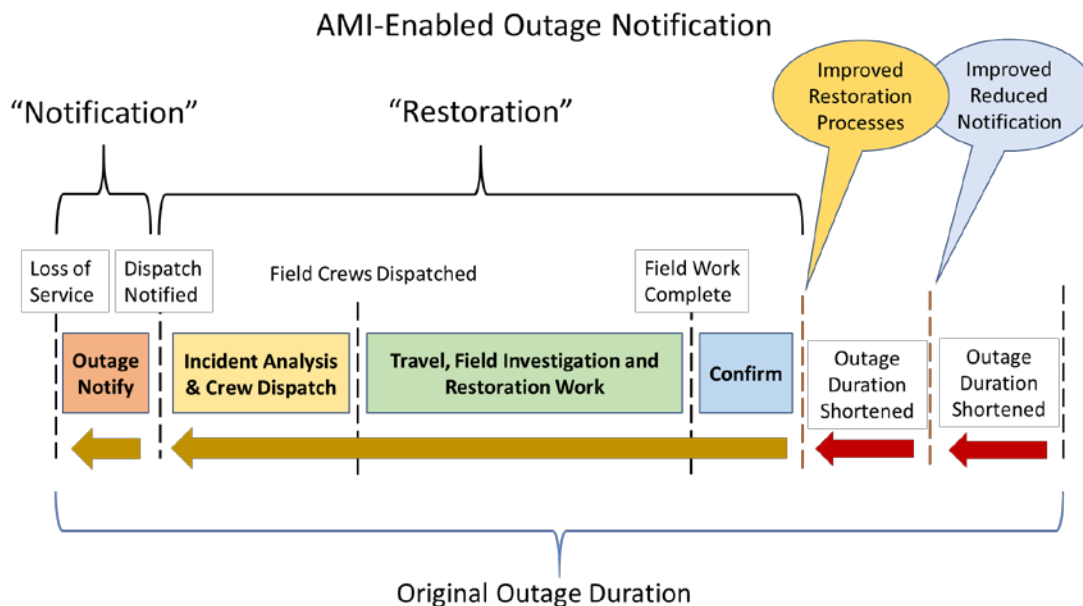 AMI-Enabled Outage Notification
Improved
Restoration
Processes
Improved
Reduced
Notification
“Notification”
“Restoration”
Loss of
Service
Dispatch
Notified
Field Crews Dispatched
Field Work
Complete
Outage
Notify
Incident Analysis
& Crew Dispatch
Travel, Field Investigation and
Restoration Work
Confirm
Outage
Duration
Shortened
Outage
Duration
Shortened
Original Outage Duration